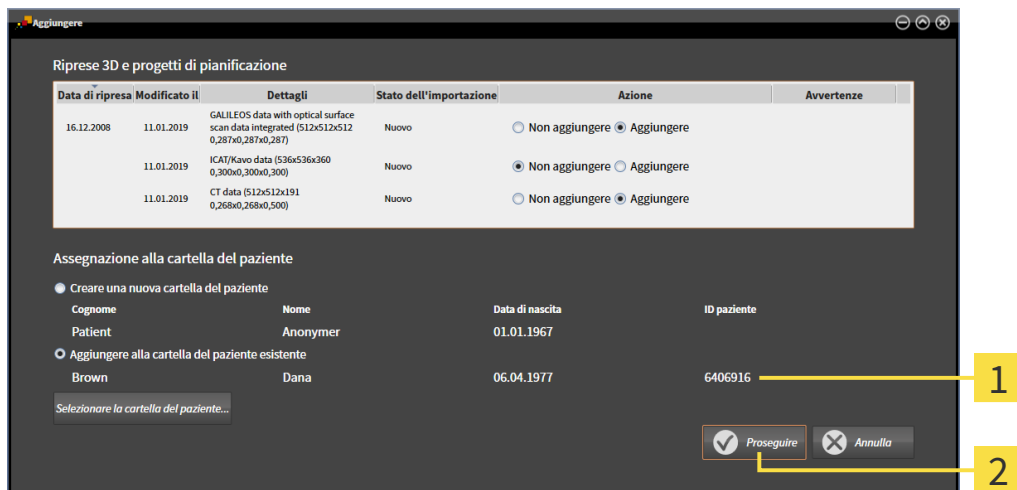 Aggiungere
Riprese 3D e progetti di pianificazione
Data di ripresa Modificato il Dettagli Stato dell'importazione Azione Avvertenze
16.12.2008 11.01.2019 GALILEOS data with optical surface scan data integrated (512x512x512 0,287x0,287x0,287) Nuovo Non aggiungere Aggiungere
11.01.2019 ICAT/Kavo data (536x536x360 0,300x0,300x0,300) Nuovo Non aggiungere Aggiungere
11.01.2019 CT data (512x512x191 0,268x0,268x0,500) Nuovo Non aggiungere Aggiungere
Assegnazione alla cartella del paziente
Creare una nuova cartella del paziente
Cognome Nome Data di nascita ID paziente
Patient Anonymer 01.01.1967
Aggiungere alla cartella del paziente esistente
Brown Dana 06.04.1977 6406916 1
Selezionare la cartella del paziente...
Proseguire Annulla
2